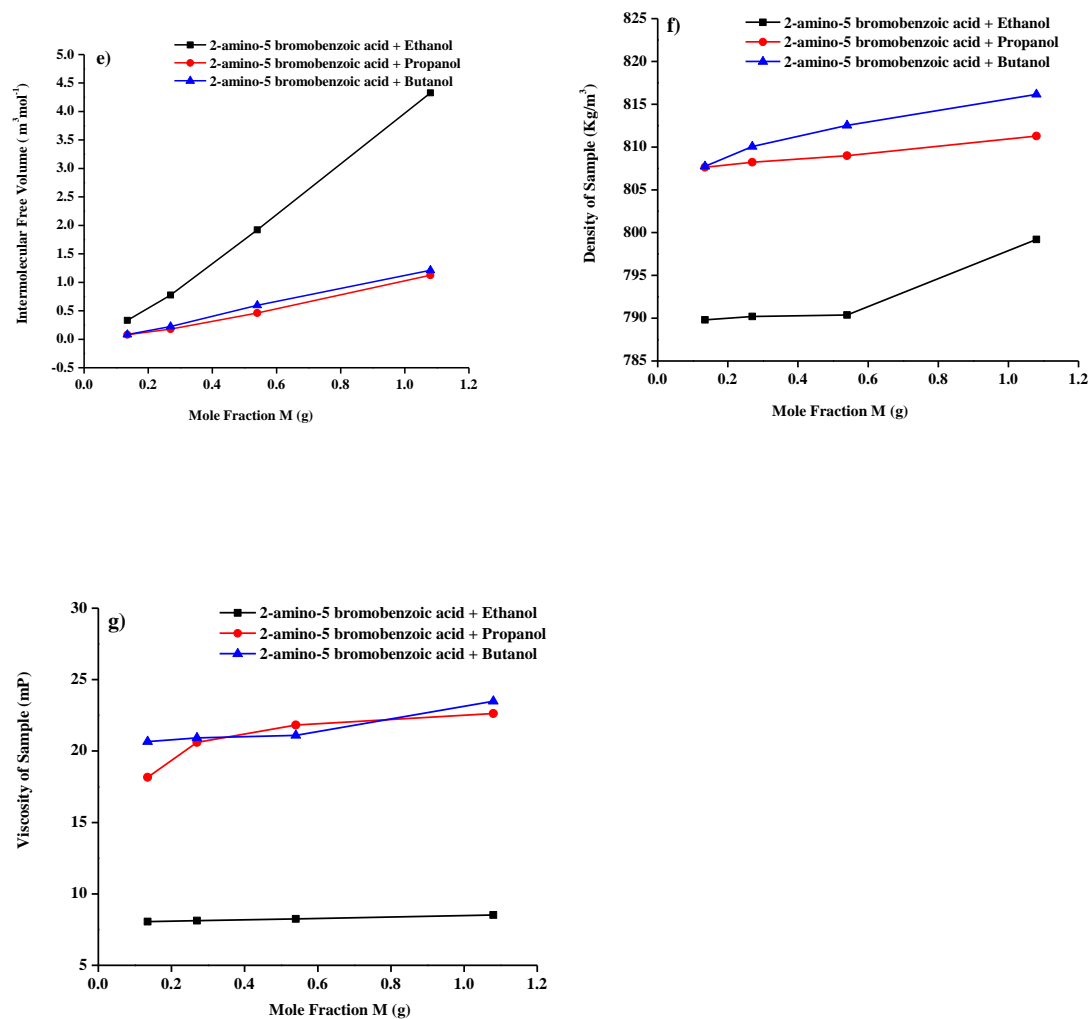 e)
2-amino-5 bromobenzoic acid + Ethanol
2-amino-5 bromobenzoic acid + Propanol
2-amino-5 bromobenzoic acid + Butanol
5.0
4.5
4.0
3.5
3.0
2.5
2.0
1.5
1.0
0.5
0.0
-0.5
Intermolecular Free Volume ( m³mol⁻¹)
0.0 0.2 0.4 0.6 0.8 1.0 1.2
Mole Fraction M (g)
f)
2-amino-5 bromobenzoic acid + Ethanol
2-amino-5 bromobenzoic acid + Propanol
2-amino-5 bromobenzoic acid + Butanol
825
820
815
810
805
800
795
790
785
Density of Sample (Kg/m³)
0.0 0.2 0.4 0.6 0.8 1.0 1.2
Mole Fraction M (g)
g)
2-amino-5 bromobenzoic acid + Ethanol
2-amino-5 bromobenzoic acid + Propanol
2-amino-5 bromobenzoic acid + Butanol
30
25
20
15
10
5
Viscosity of Sample (mP)
0.0 0.2 0.4 0.6 0.8 1.0 1.2
Mole Fraction M (g)